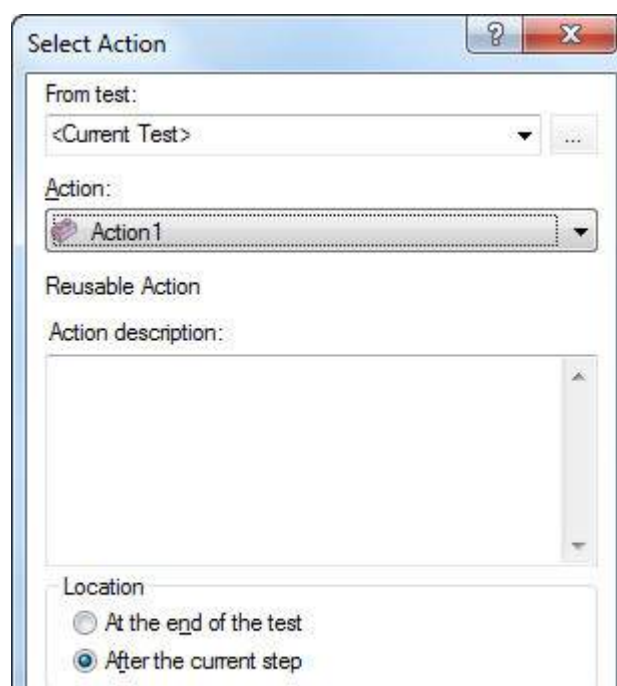 Select Action
From test:
<Current Test>
...
Action:
Action1
Reusable Action
Action description:
Location
At the end of the test
After the current step